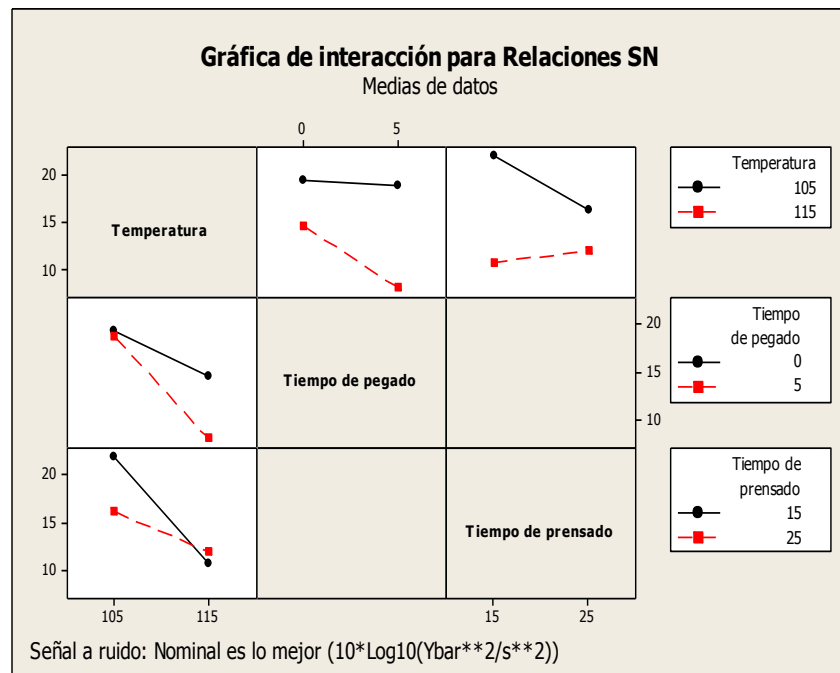 Gráfica de interacción para Relaciones SN
Medias de datos
0 5
20
15
10
Temperatura
Temperatura
105
115
Tiempo de pegado
20
15
10
Tiempo
de pegado
0
5
20
15
10
Tiempo de prensado
Tiempo de
prensado
15
25
105 115 15 25
Señal a ruido: Nominal es lo mejor (10*Log10(Ybar**2/s**2))